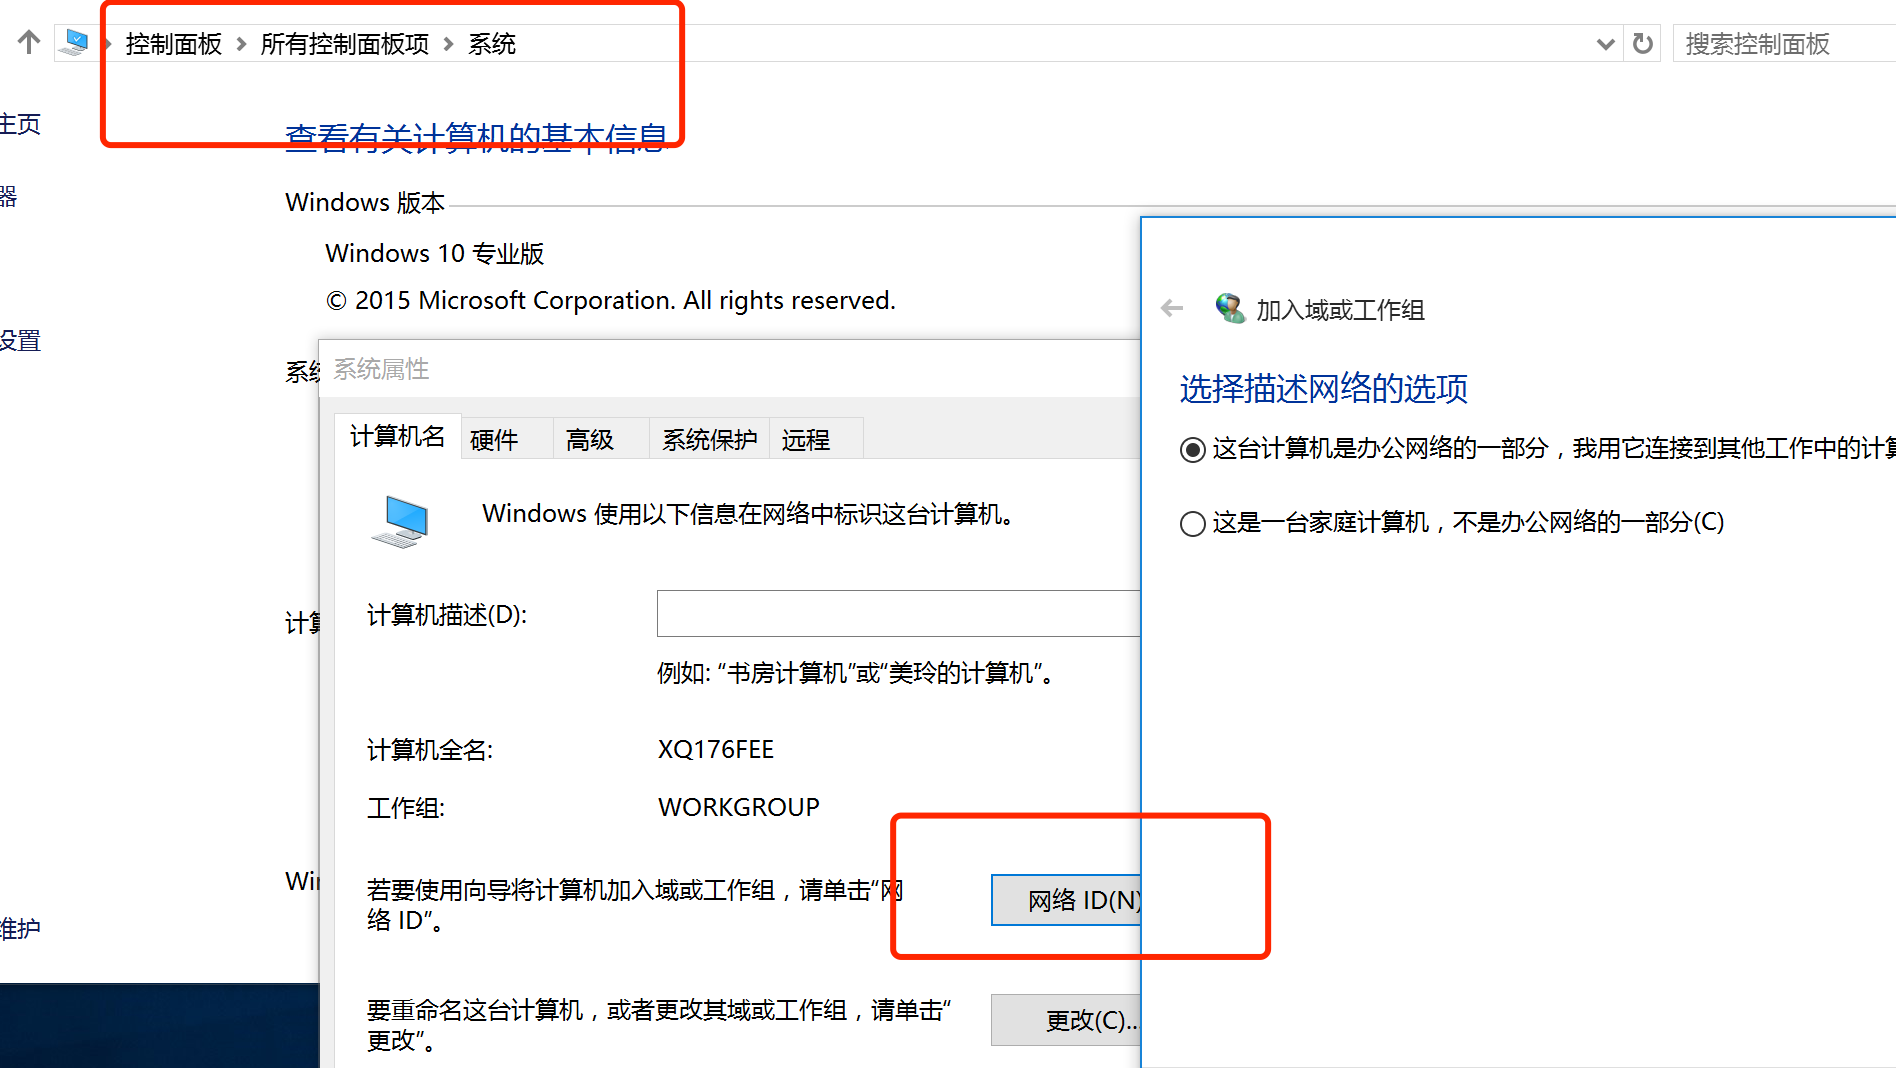 控制面板 > 所有控制面板项 > 系统
搜索控制面板
主页
查看有关计算机的基本信息
器
Windows 版本
Windows 10 专业版
© 2015 Microsoft Corporation. All rights reserved.
设置
系统
系统属性
计算机名 硬件 高级 系统保护 远程
Windows 使用以下信息在网络中标识这台计算机。
计算机描述(D):
计算
例如: “书房计算机”或“美玲的计算机”。
计算机全名: XQ176FEE
工作组: WORKGROUP
Win
若要使用向导将计算机加入域或工作组，请单击“网
络 ID”。
网络 ID(N)
维护
要重命名这台计算机，或者更改其域或工作组，请单击“
更改”。
更改(C)...
加入域或工作组
选择描述网络的选项
这台计算机是办公网络的一部分，我用它连接到其他工作中的计算
这是一台家庭计算机，不是办公网络的一部分(C)